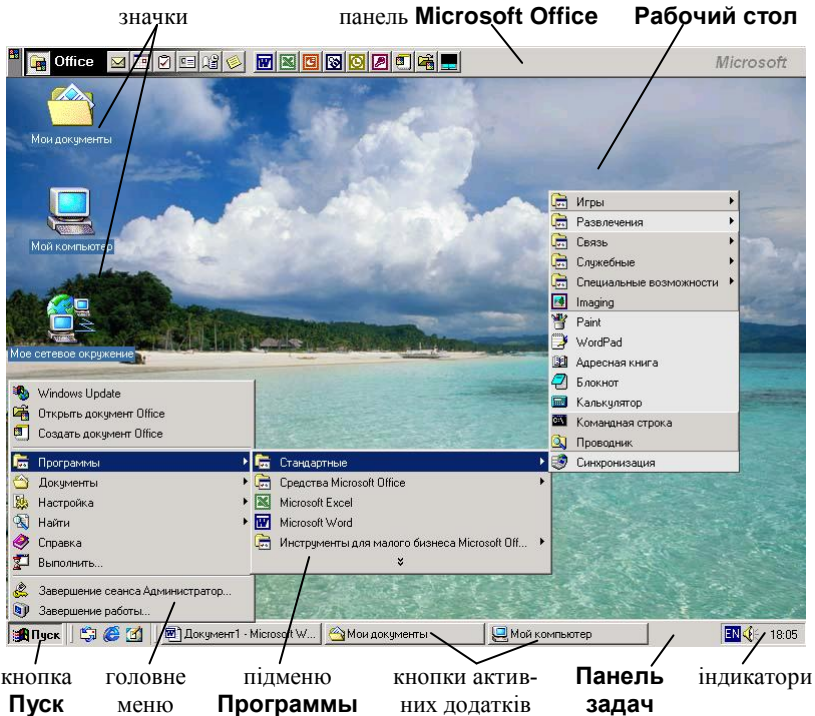 значки панель Microsoft Office Рабочий стол
Office Microsoft
Мои документы
Мой компьютер
Мое сетевое окружение
Игры
Развлечения
Связь
Служебные
Специальные возможности
Imaging
Paint
WordPad
Адресная книга
Блокнот
Калькулятор
Командная строка
Проводник
Синхронизация
Windows Update
Открыть документ Office
Создать документ Office
Программы
Документы
Настройка
Найти
Справка
Выполнить...
Завершение сеанса Администратор...
Завершение работы...
Стандартные
Средства Microsoft Office
Microsoft Excel
Microsoft Word
Инструменты для малого бизнеса Microsoft Off...
Пуск Документ1 - Microsoft W... Мои документы Мой компьютер EN 18:05
кнопка головне підменю кнопки актив- Панель індикатори
Пуск меню Программы них додатків задач